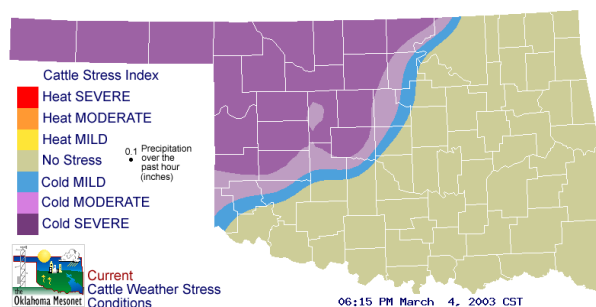 Cattle Stress Index
Heat SEVERE
Heat MODERATE
Heat MILD
No Stress
Cold MILD
Cold MODERATE
Cold SEVERE
0.1 Precipitation
over the
past hour
(inches)
the
Oklahoma Mesonet
Current
Cattle Weather Stress
Conditions
06:15 PM March 4, 2003 CST